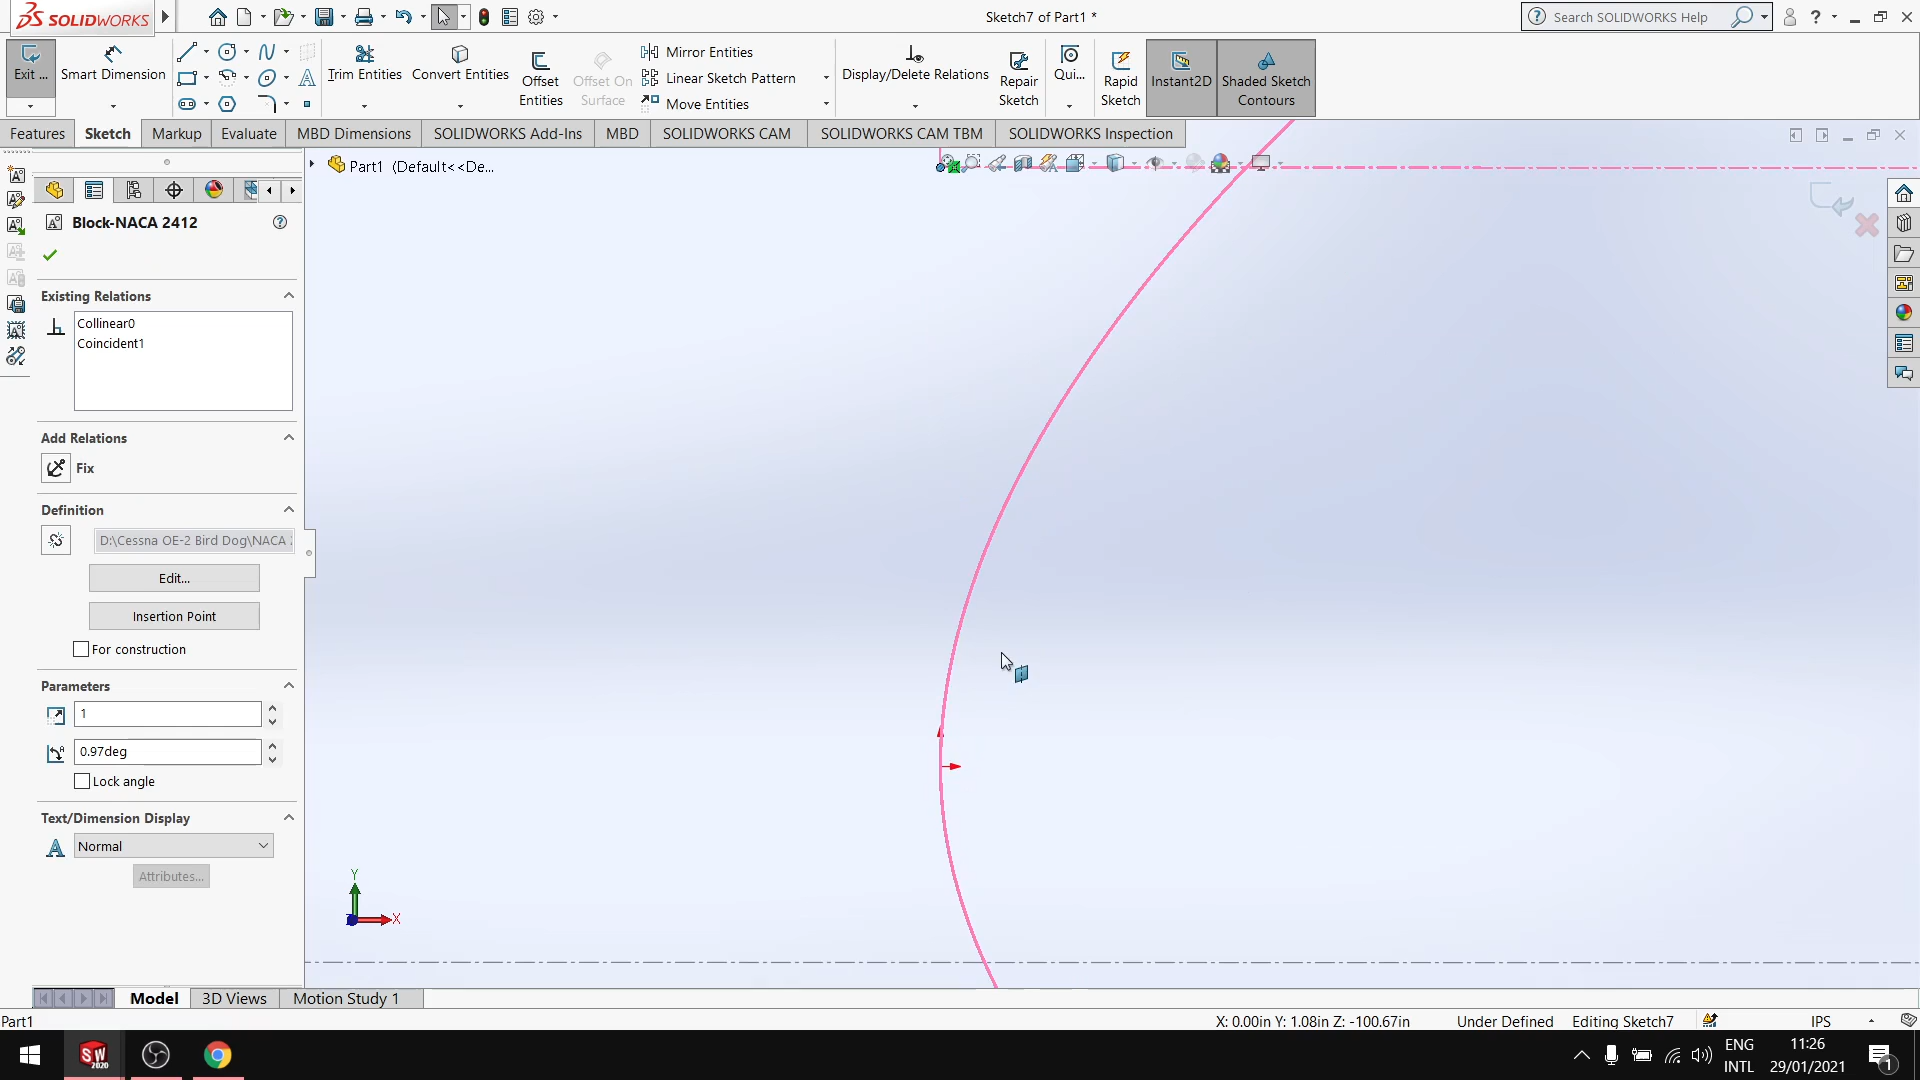 SOLIDWORKS
Sketch7 of Part1 *
Search SOLIDWORKS Help
Exit ...
Smart Dimension
Trim Entities
Convert Entities
Offset
Entities
Offset On
Surface
Mirror Entities
Linear Sketch Pattern
Move Entities
Display/Delete Relations
Repair
Sketch
Qui...
Rapid
Sketch
Instant2D
Shaded Sketch
Contours
Features
Sketch
Markup
Evaluate
MBD Dimensions
SOLIDWORKS Add-Ins
MBD
SOLIDWORKS CAM
SOLIDWORKS CAM TBM
SOLIDWORKS Inspection
Part1 (Default<<De...
Block-NACA 2412
Existing Relations
Collinear0
Coincident1
Add Relations
Fix
Definition
D:\Cessna OE-2 Bird Dog\NACA
Edit...
Insertion Point
For construction
Parameters
1
0.97deg
Lock angle
Text/Dimension Display
Normal
Attributes...
Y
X
Model
3D Views
Motion Study 1
Part1
X: 0.00in Y: 1.08in Z: -100.67in
Under Defined
Editing Sketch7
IPS
SW
2020
ENG
INTL
11:26
29/01/2021
1